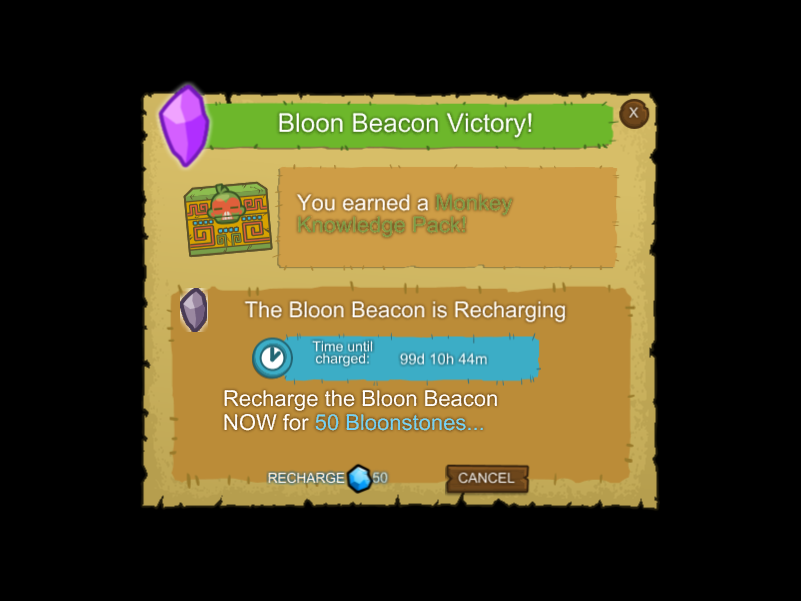 Bloon Beacon Victory!
X
You earned a Monkey
Knowledge Pack!
The Bloon Beacon is Recharging
Time until
charged:
99d 10h 44m
Recharge the Bloon Beacon
NOW for 50 Bloonstones...
RECHARGE 50
CANCEL